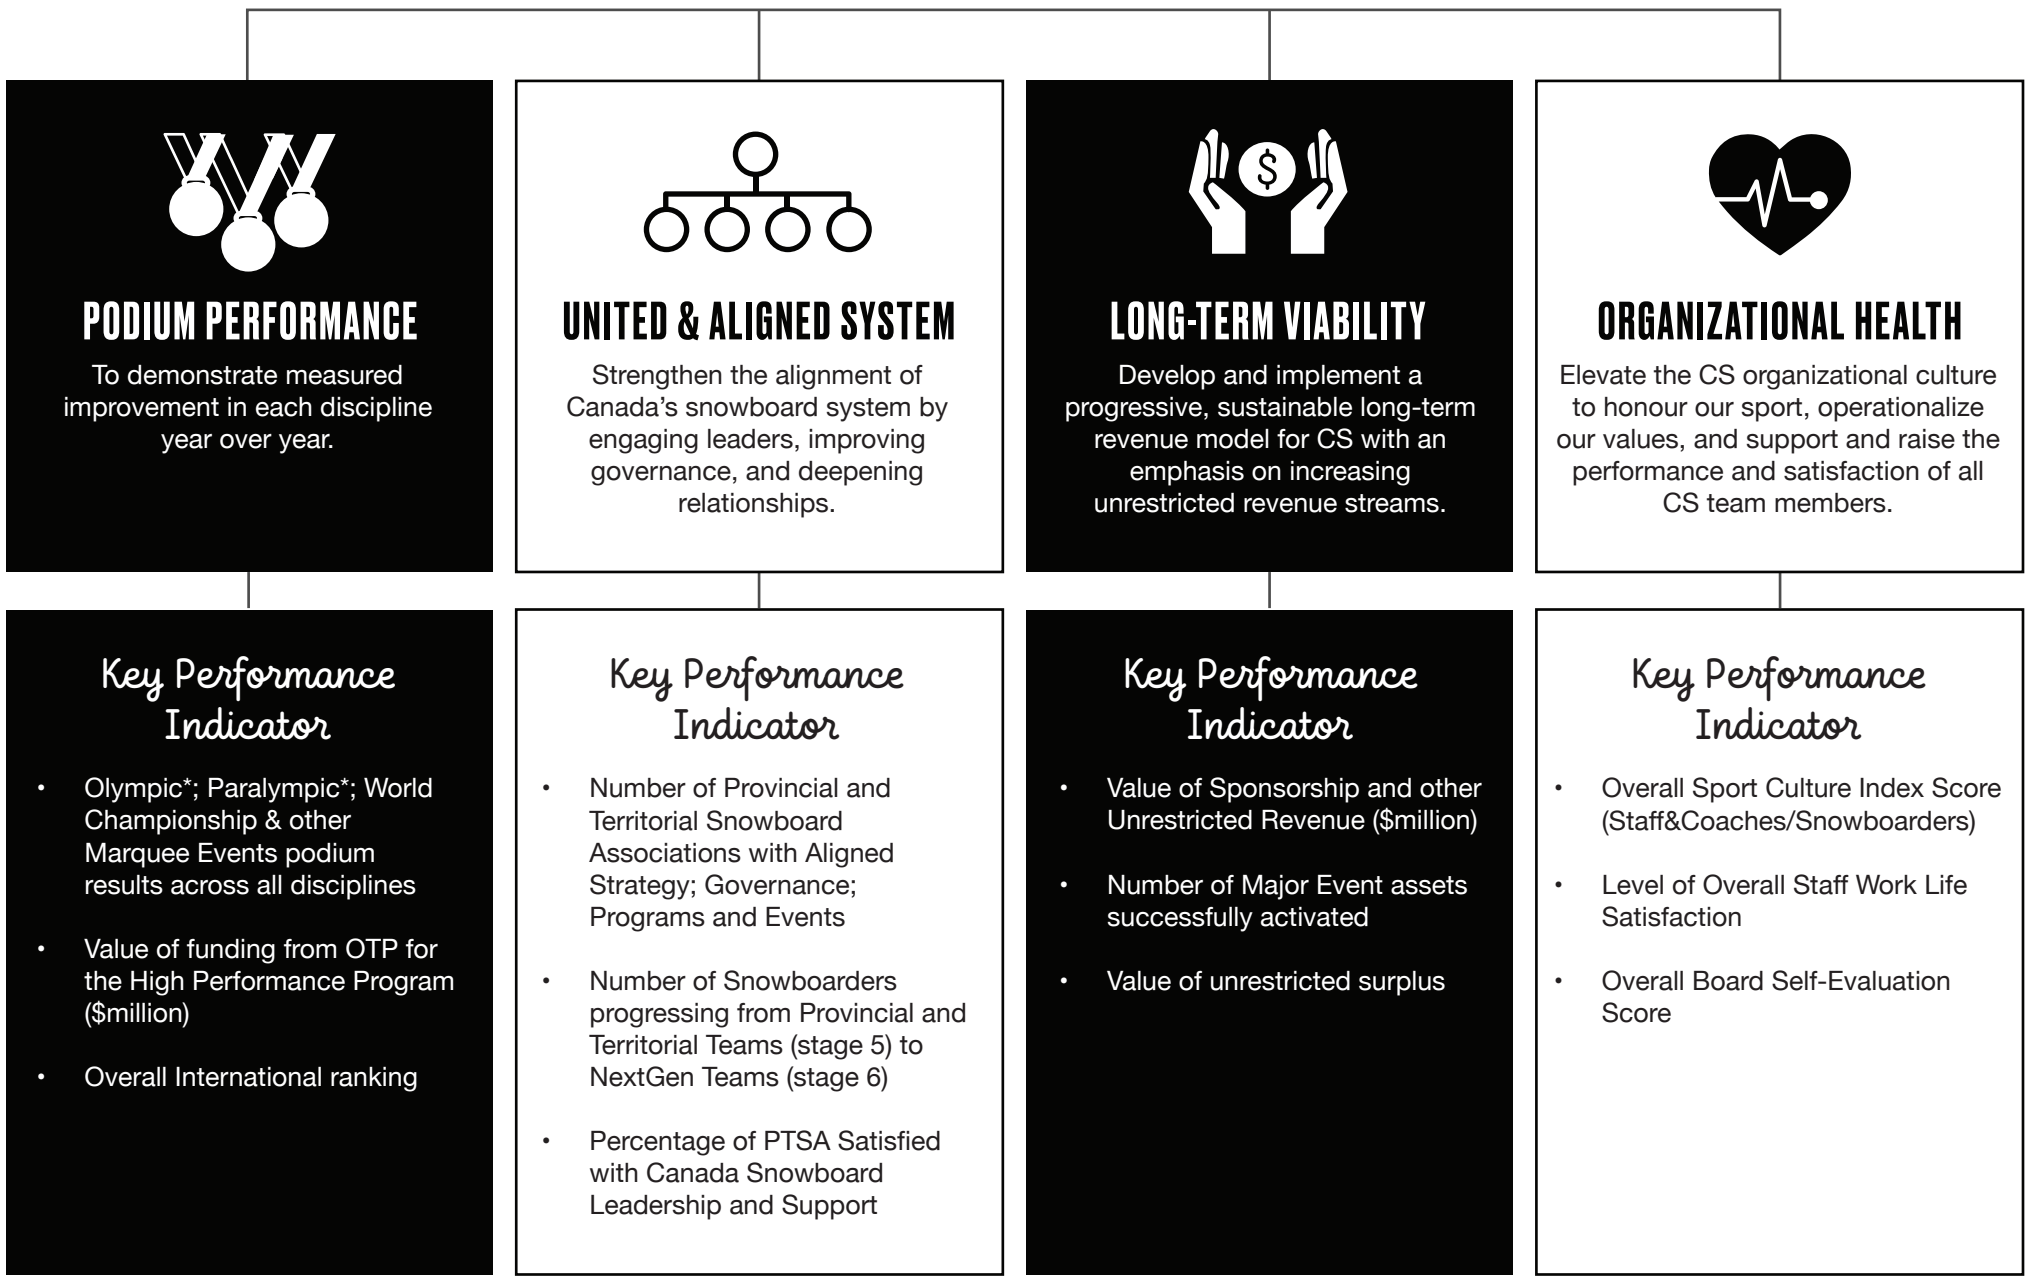 $
PODIUM PERFORMANCE
To demonstrate measured
improvement in each discipline
year over year.
UNITED & ALIGNED SYSTEM
Strengthen the alignment of
Canada's snowboard system by
engaging leaders, improving
governance, and deepening
relationships.
LONG-TERM VIABILITY
Develop and implement a
progressive, sustainable long-term
revenue model for CS with an
emphasis on increasing
unrestricted revenue streams.
ORGANIZATIONAL HEALTH
Elevate the CS organizational culture
to honour our sport, operationalize
our values, and support and raise the
performance and satisfaction of all
CS team members.
Key Performance
Indicator
• Olympic*; Paralympic*; World
Championship & other
Marquee Events podium
results across all disciplines
• Value of funding from OTP for
the High Performance Program
($million)
• Overall International ranking
Key Performance
Indicator
• Number of Provincial and
Territorial Snowboard
Associations with Aligned
Strategy; Governance;
Programs and Events
• Number of Snowboarders
progressing from Provincial and
Territorial Teams (stage 5) to
NextGen Teams (stage 6)
• Percentage of PTSA Satisfied
with Canada Snowboard
Leadership and Support
Key Performance
Indicator
• Value of Sponsorship and other
Unrestricted Revenue ($million)
• Number of Major Event assets
successfully activated
• Value of unrestricted surplus
Key Performance
Indicator
• Overall Sport Culture Index Score
(Staff&Coaches/Snowboarders)
• Level of Overall Staff Work Life
Satisfaction
• Overall Board Self-Evaluation
Score